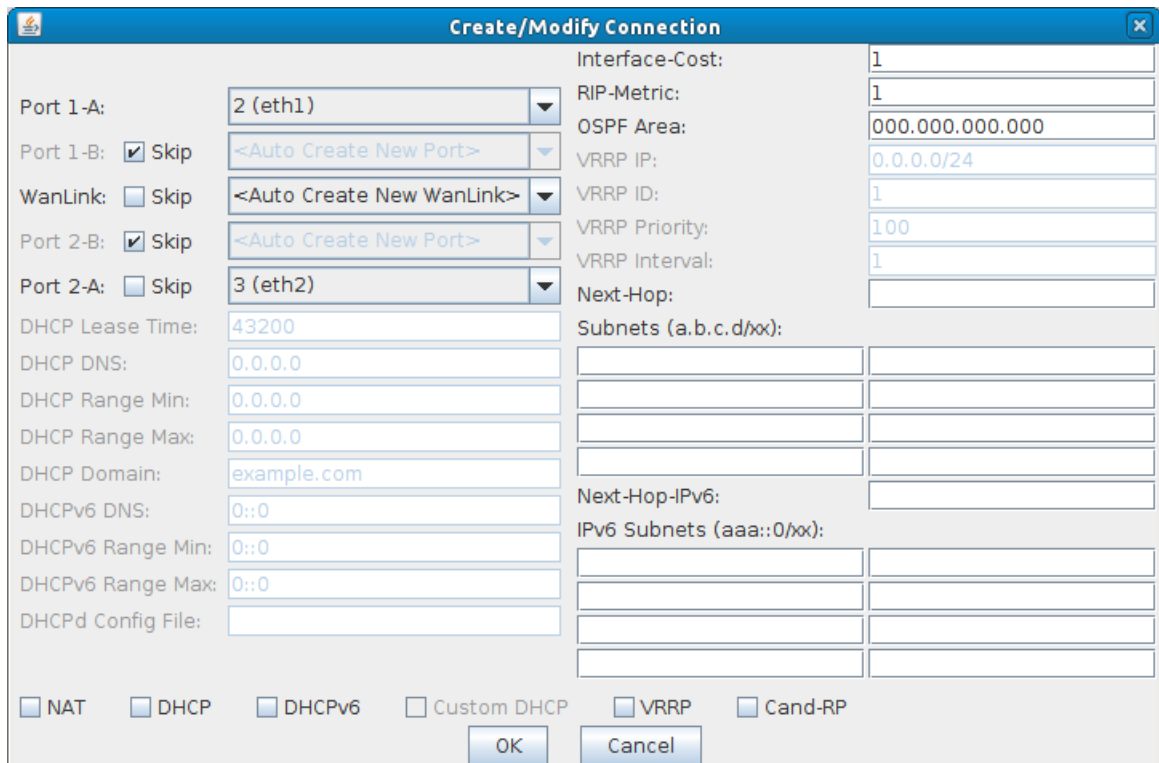 Create/Modify Connection
Port 1-A: 2 (eth1)
Port 1-B: Skip <Auto Create New Port>
WanLink: Skip <Auto Create New WanLink>
Port 2-B: Skip <Auto Create New Port>
Port 2-A: Skip 3 (eth2)
DHCP Lease Time: 43200
DHCP DNS: 0.0.0.0
DHCP Range Min: 0.0.0.0
DHCP Range Max: 0.0.0.0
DHCP Domain: example.com
DHCPv6 DNS: 0::0
DHCPv6 Range Min: 0::0
DHCPv6 Range Max: 0::0
DHCPd Config File:
Interface-Cost: 1
RIP-Metric: 1
OSPF Area: 000.000.000.000
VRRP IP: 0.0.0.0/24
VRRP ID: 1
VRRP Priority: 100
VRRP Interval: 1
Next-Hop:
Subnets (a.b.c.d/xx):
Next-Hop-IPv6:
IPv6 Subnets (aaa::0/xx):
NAT DHCP DHCPv6 Custom DHCP VRRP Cand-RP
OK Cancel